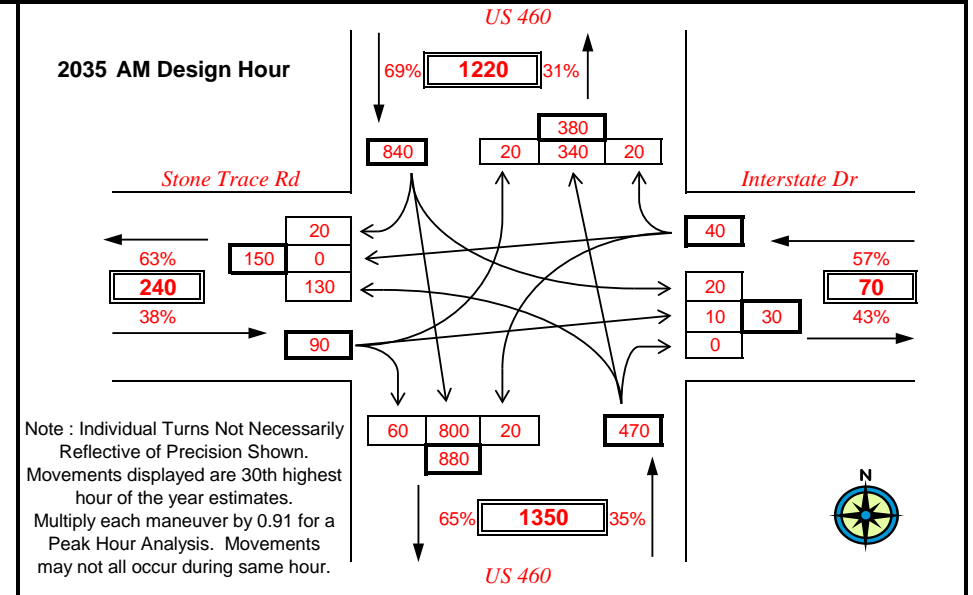 US 460
2035 AM Design Hour
69% 1220 31%
380
840 20 340 20
Stone Trace Rd Interstate Dr
20 40
63% 150 0 57%
240 130 20 70
38% 10 30 43%
90 0
60 800 20 470
880
Note : Individual Turns Not Necessarily
Reflective of Precision Shown.
Movements displayed are 30th highest
hour of the year estimates.
Multiply each maneuver by 0.91 for a
Peak Hour Analysis. Movements
may not all occur during same hour.
65% 1350 35%
N
US 460